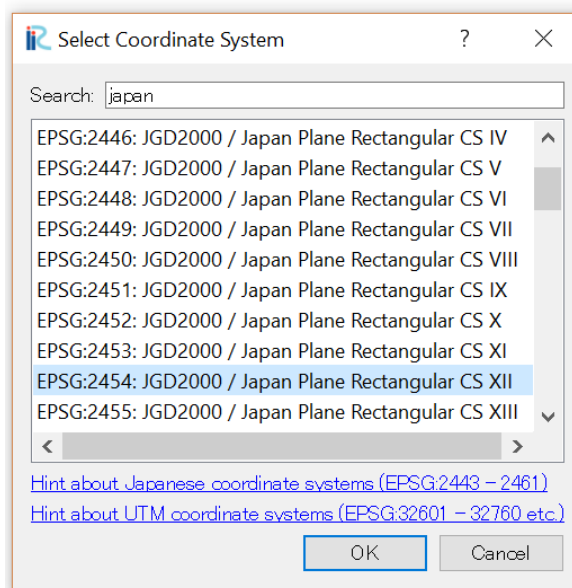 Select Coordinate System
Search: japan
EPSG:2446: JGD2000 / Japan Plane Rectangular CS IV
EPSG:2447: JGD2000 / Japan Plane Rectangular CS V
EPSG:2448: JGD2000 / Japan Plane Rectangular CS VI
EPSG:2449: JGD2000 / Japan Plane Rectangular CS VII
EPSG:2450: JGD2000 / Japan Plane Rectangular CS VIII
EPSG:2451: JGD2000 / Japan Plane Rectangular CS IX
EPSG:2452: JGD2000 / Japan Plane Rectangular CS X
EPSG:2453: JGD2000 / Japan Plane Rectangular CS XI
EPSG:2454: JGD2000 / Japan Plane Rectangular CS XII
EPSG:2455: JGD2000 / Japan Plane Rectangular CS XIII
Hint about Japanese coordinate systems (EPSG:2443 - 2461)
Hint about UTM coordinate systems (EPSG:32601 - 32760 etc.)
OK Cancel